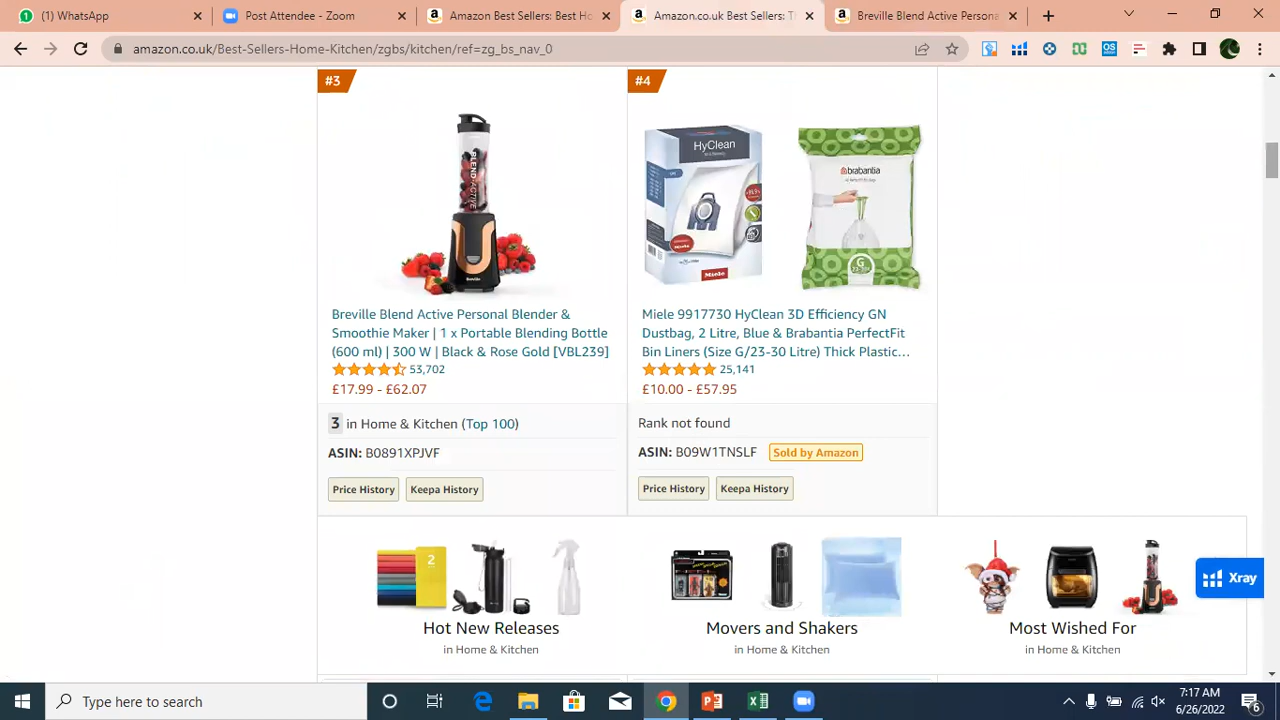 (1) WhatsApp
Post Attendee - Zoom
Amazon Best Sellers: Best Ho
Amazon.co.uk Best Sellers: T
Breville Blend Active Persona
amazon.co.uk/Best-Sellers-Home-Kitchen/zgbs/kitchen/ref=zg_bs_nav_0
#3
#4
HyClean
Miele
brabantia
G
BLEND-ACTIVE
Breville
Breville Blend Active Personal Blender &
Smoothie Maker | 1 x Portable Blending Bottle
(600 ml) | 300 W | Black & Rose Gold [VBL239]
53,702
£17.99 - £62.07
Miele 9917730 HyClean 3D Efficiency GN
Dustbag, 2 Litre, Blue & Brabantia PerfectFit
Bin Liners (Size G/23-30 Litre) Thick Plastic…
25,141
£10.00 - £57.95
3 in Home & Kitchen (Top 100)
ASIN: B0891XPJVF
Price History
Keepa History
Rank not found
ASIN: B09W1TNSLF
Sold by Amazon
Price History
Keepa History
2
Hot New Releases
in Home & Kitchen
Movers and Shakers
in Home & Kitchen
Most Wished For
in Home & Kitchen
Xray
Type here to search
7:17 AM
6/26/2022
6